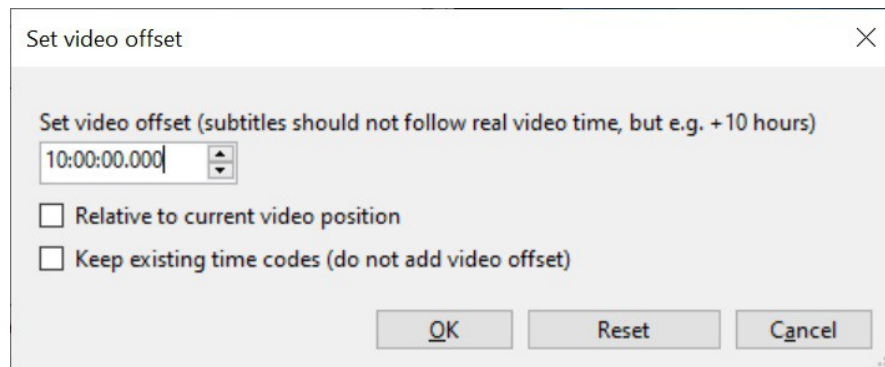 Set video offset
Set video offset (subtitles should not follow real video time, but e.g. +10 hours)
10:00:00.000
Relative to current video position
Keep existing time codes (do not add video offset)
OK Reset Cancel